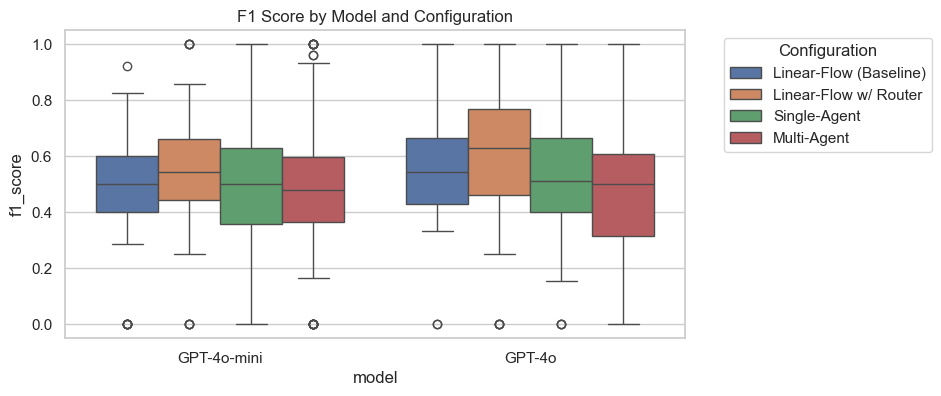 F1 Score by Model and Configuration
f1_score
1.0
0.8
0.6
0.4
0.2
0.0
GPT-4o-mini
GPT-4o
model
Configuration
Linear-Flow (Baseline)
Linear-Flow w/ Router
Single-Agent
Multi-Agent